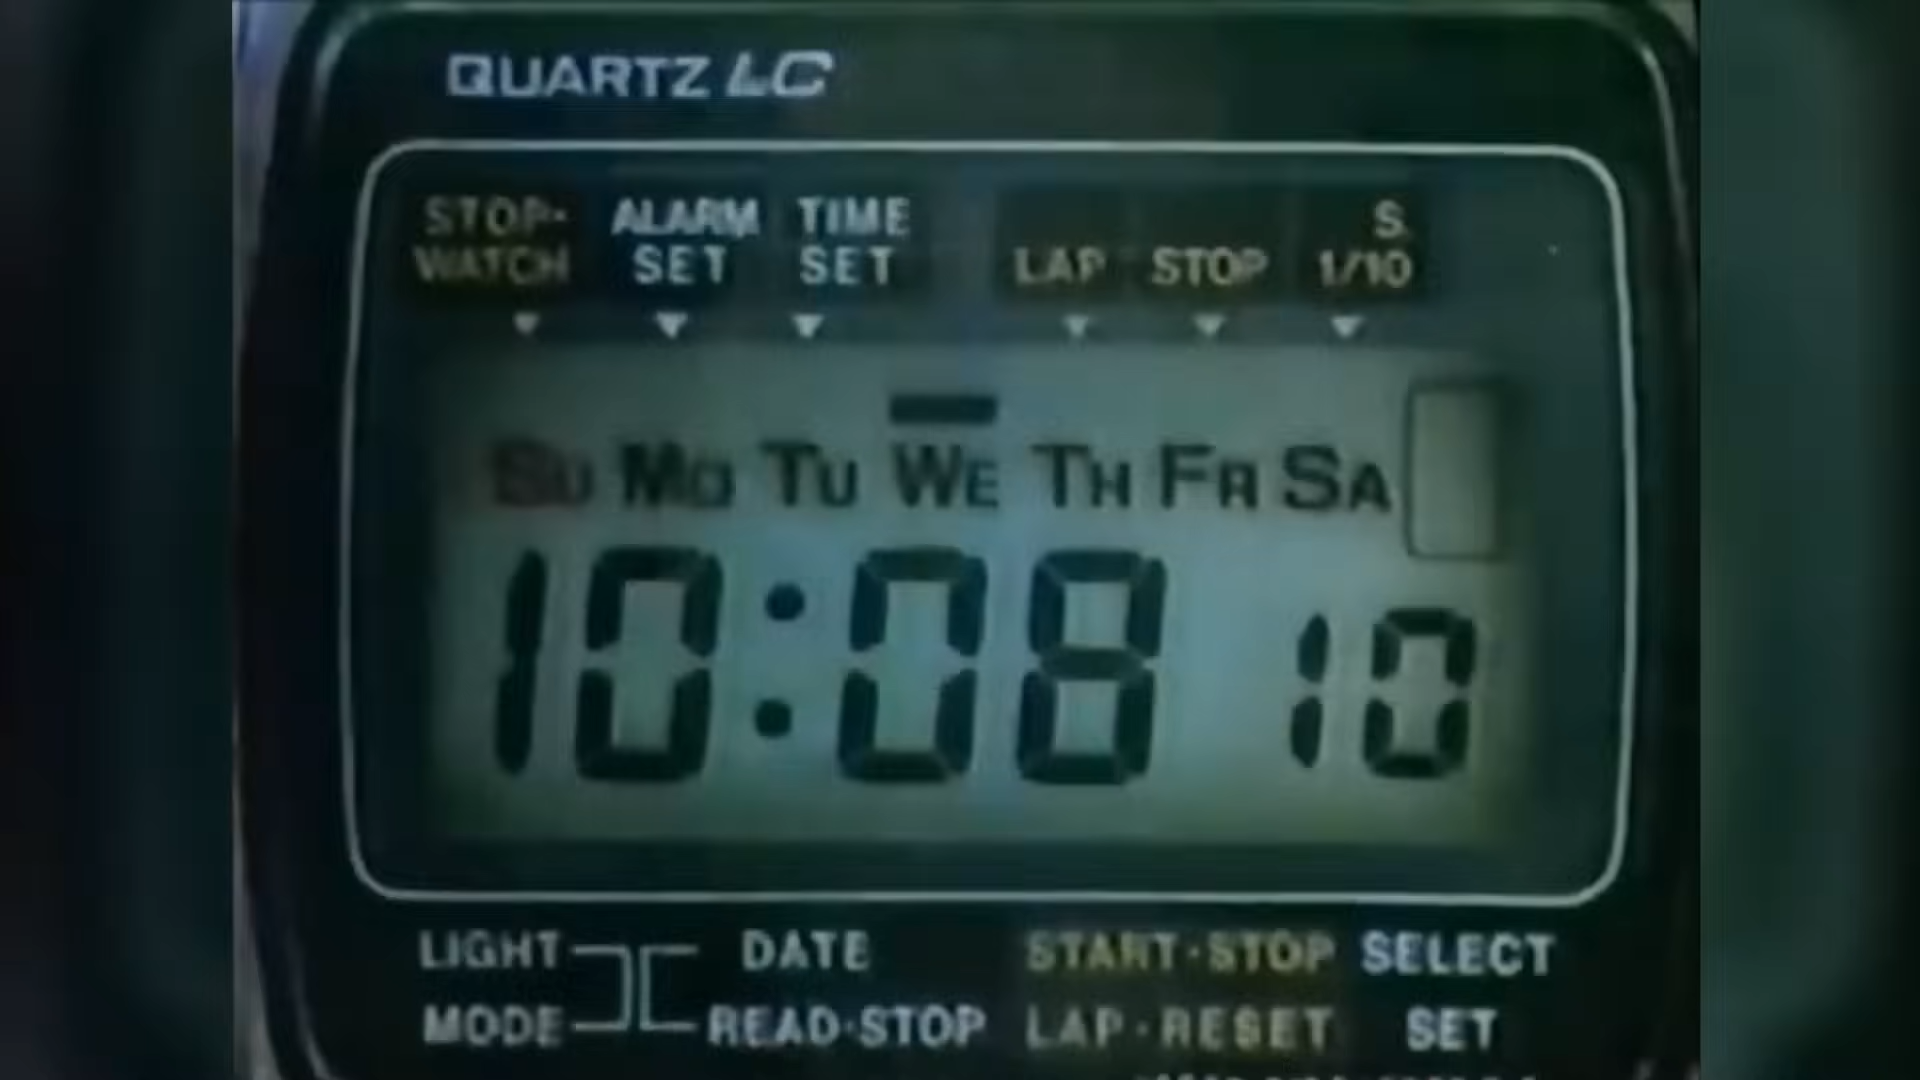 QUARTZ LC
STOP- ALARM TIME S.
WATCH SET SET LAP STOP 1/10
SU MO TU WE TH FR SA
10:08 10
LIGHT DATE START·STOP SELECT
MODE READ·STOP LAP·RESET SET